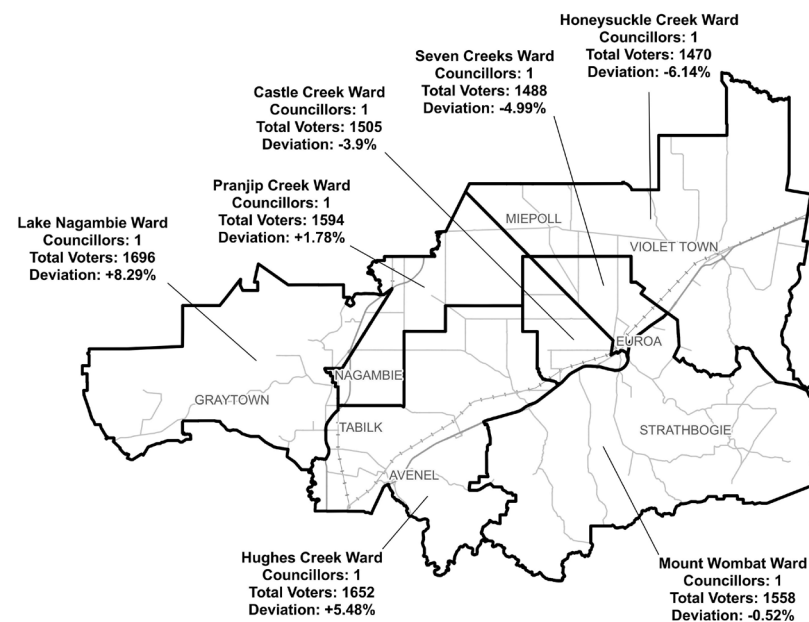 Honeysuckle Creek Ward
Councillors: 1
Total Voters: 1470
Deviation: -6.14%
Seven Creeks Ward
Councillors: 1
Total Voters: 1488
Deviation: -4.99%
Castle Creek Ward
Councillors: 1
Total Voters: 1505
Deviation: -3.9%
Pranjip Creek Ward
Councillors: 1
Total Voters: 1594
Deviation: +1.78%
Lake Nagambie Ward
Councillors: 1
Total Voters: 1696
Deviation: +8.29%
MIEPOLL
VIOLET TOWN
EUROA
NAGAMBIE
GRAYTOWN
TABILK
STRATHBOGIE
AVENEL
Hughes Creek Ward
Councillors: 1
Total Voters: 1652
Deviation: +5.48%
Mount Wombat Ward
Councillors: 1
Total Voters: 1558
Deviation: -0.52%